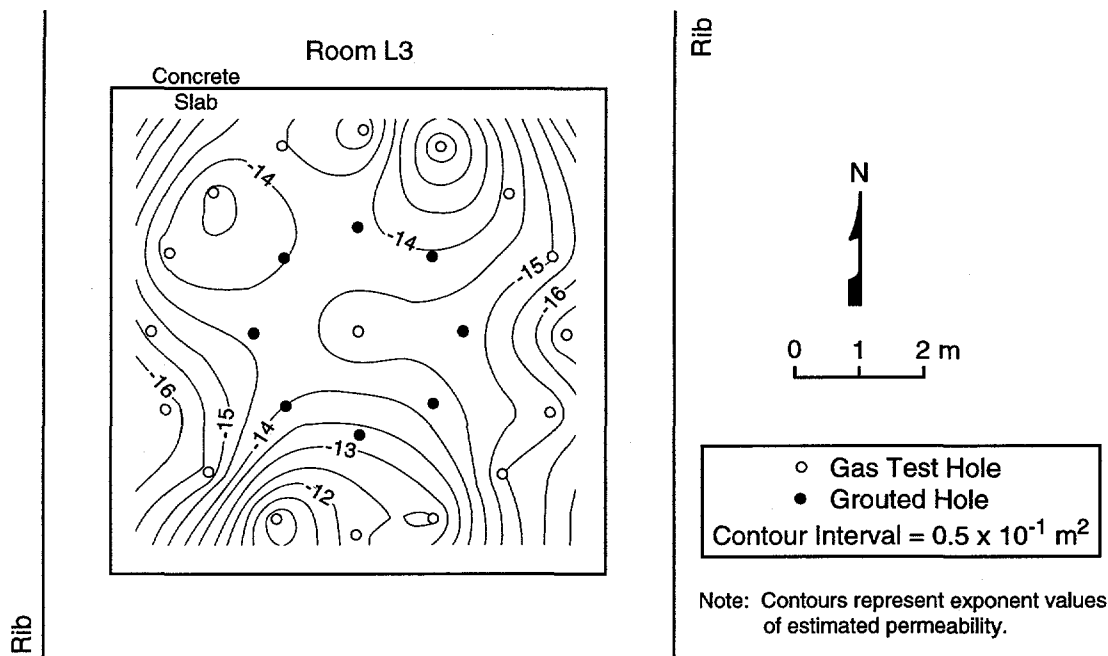 Room L3
Concrete
Slab
Rib
Rib
-14
-14
-15
-16
-16
-15
-14
-13
-12
N
0 1 2 m
Gas Test Hole
Grouted Hole
Contour Interval = 0.5 x 10⁻¹ m²
Note: Contours represent exponent values
of estimated permeability.